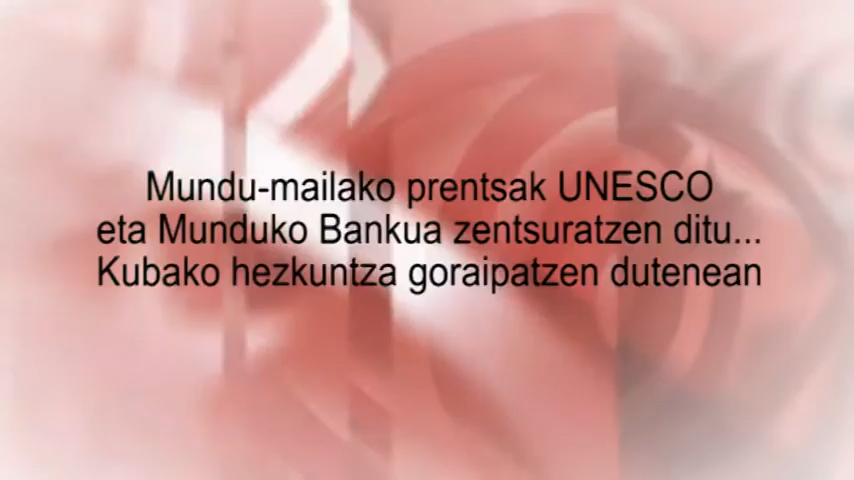 Mundu-mailako prentsak UNESCO
eta Munduko Bankua zentsuratzen ditu...
Kubako hezkuntza goraipatzen dutenean